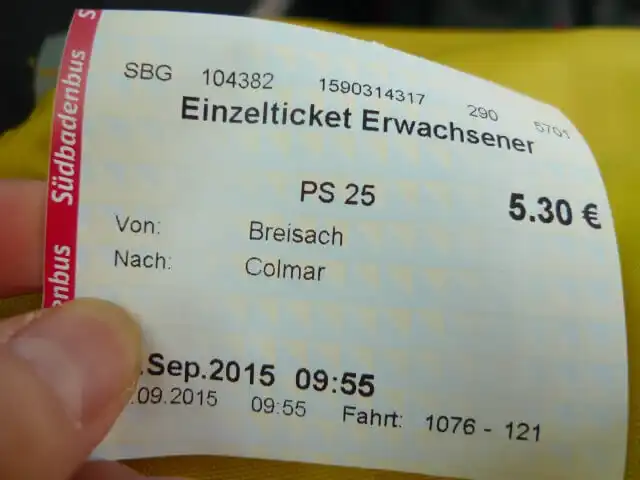 Südbadenbus
SBG 104382 1590314317 290 5701
Einzelticket Erwachsener
PS 25 5.30 €
Von: Breisach
Nach: Colmar
.Sep.2015 09:55
.09.2015 09:55 Fahrt: 1076 - 121